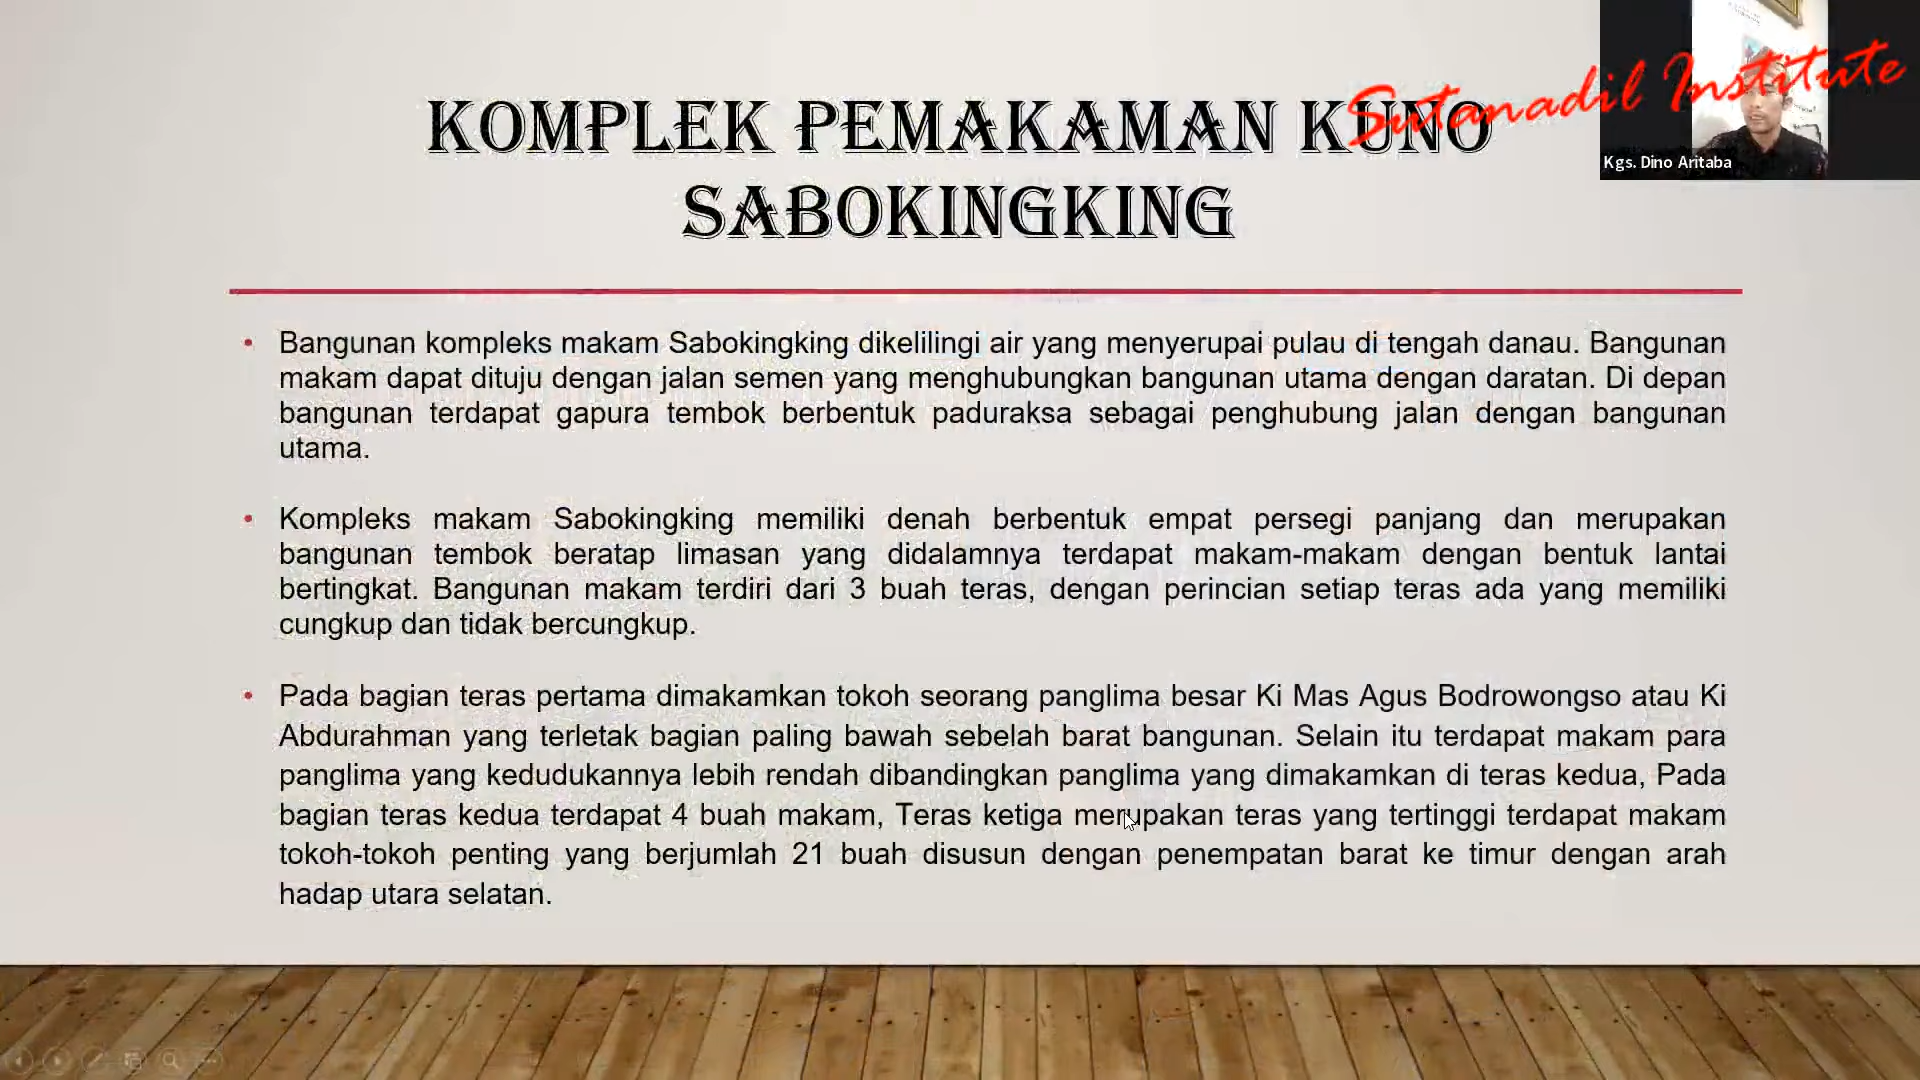 Sutanadil Institute
KOMPLEK PEMAKAMAN KUNO
SABOKINGKING
Kgs. Dino Aritaba
• Bangunan kompleks makam Sabokingking dikelilingi air yang menyerupai pulau di tengah danau. Bangunan
makam dapat dituju dengan jalan semen yang menghubungkan bangunan utama dengan daratan. Di depan
bangunan terdapat gapura tembok berbentuk paduraksa sebagai penghubung jalan dengan bangunan
utama.
• Kompleks makam Sabokingking memiliki denah berbentuk empat persegi panjang dan merupakan
bangunan tembok beratap limasan yang didalamnya terdapat makam-makam dengan bentuk lantai
bertingkat. Bangunan makam terdiri dari 3 buah teras, dengan perincian setiap teras ada yang memiliki
cungkup dan tidak bercungkup.
• Pada bagian teras pertama dimakamkan tokoh seorang panglima besar Ki Mas Agus Bodrowongso atau Ki
Abdurahman yang terletak bagian paling bawah sebelah barat bangunan. Selain itu terdapat makam para
panglima yang kedudukannya lebih rendah dibandingkan panglima yang dimakamkan di teras kedua, Pada
bagian teras kedua terdapat 4 buah makam, Teras ketiga merupakan teras yang tertinggi terdapat makam
tokoh-tokoh penting yang berjumlah 21 buah disusun dengan penempatan barat ke timur dengan arah
hadap utara selatan.